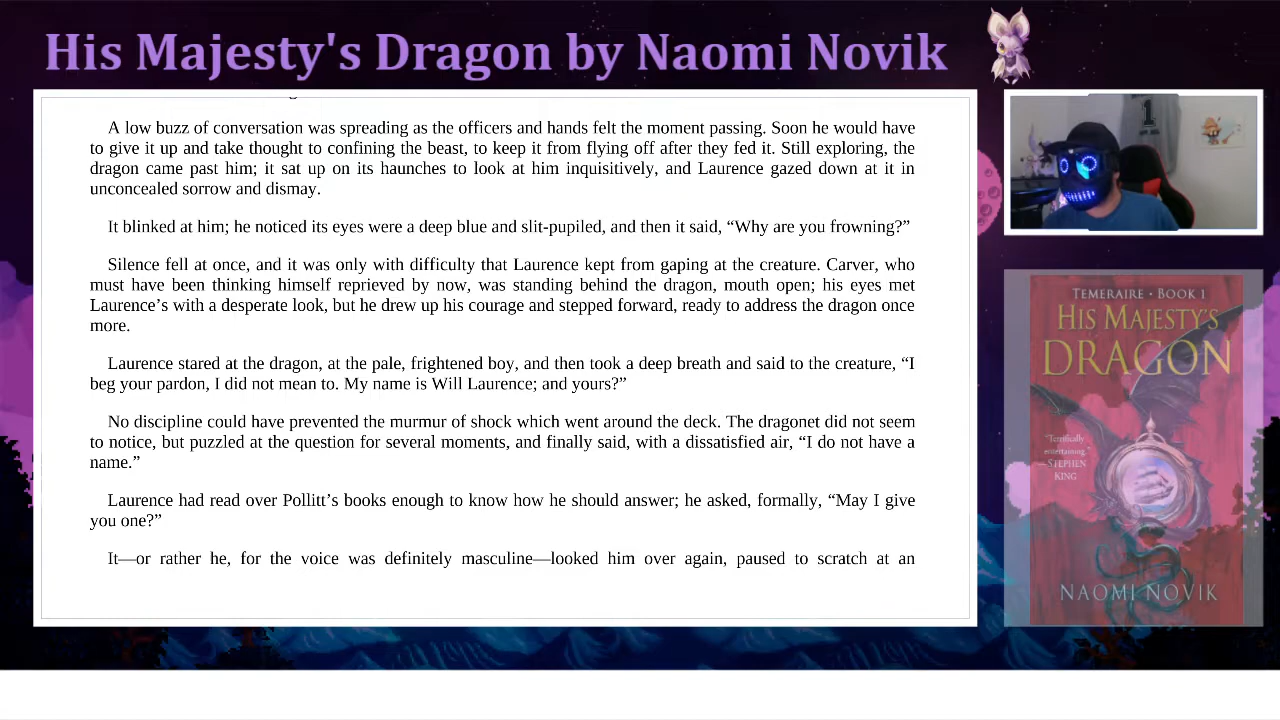 His Majesty's Dragon by Naomi Novik
A low buzz of conversation was spreading as the officers and hands felt the moment passing. Soon he would have
to give it up and take thought to confining the beast, to keep it from flying off after they fed it. Still exploring, the
dragon came past him; it sat up on its haunches to look at him inquisitively, and Laurence gazed down at it in
unconcealed sorrow and dismay.
It blinked at him; he noticed its eyes were a deep blue and slit-pupiled, and then it said, “Why are you frowning?”
Silence fell at once, and it was only with difficulty that Laurence kept from gaping at the creature. Carver, who
must have been thinking himself reprieved by now, was standing behind the dragon, mouth open; his eyes met
Laurence’s with a desperate look, but he drew up his courage and stepped forward, ready to address the dragon once
more.
Laurence stared at the dragon, at the pale, frightened boy, and then took a deep breath and said to the creature, “I
beg your pardon, I did not mean to. My name is Will Laurence; and yours?”
No discipline could have prevented the murmur of shock which went around the deck. The dragonet did not seem
to notice, but puzzled at the question for several moments, and finally said, with a dissatisfied air, “I do not have a
name.”
Laurence had read over Pollitt’s books enough to know how he should answer; he asked, formally, “May I give
you one?”
It—or rather he, for the voice was definitely masculine—looked him over again, paused to scratch at an
1
TEMERAIRE • BOOK 1
HIS MAJESTY'S
DRAGON
“Terrifically
entertaining.”
—STEPHEN
KING
NAOMI NOVIK